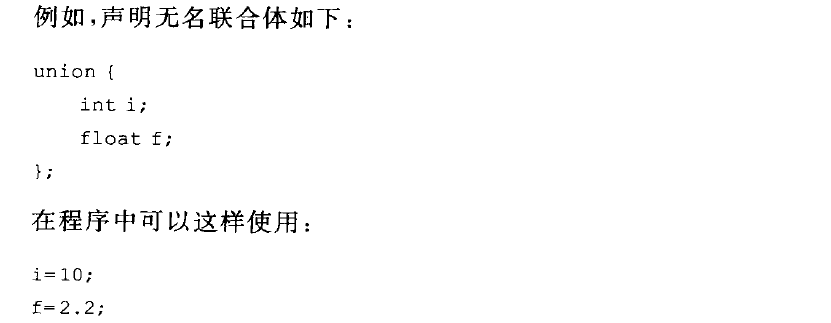 例如,声明无名联合体如下:
union {
    int i;
    float f;
};
在程序中可以这样使用:
i=10;
f=2.2;